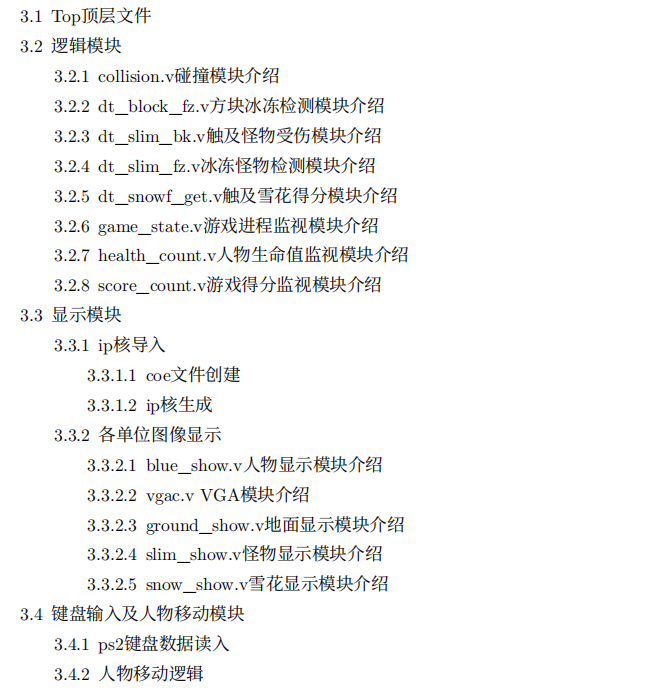 3.1 Top顶层文件
3.2 逻辑模块
3.2.1 collision.v碰撞模块介绍
3.2.2 dt_block_fz.v方块冰冻检测模块介绍
3.2.3 dt_slim_bk.v触及怪物受伤模块介绍
3.2.4 dt_slim_fz.v冰冻怪物检测模块介绍
3.2.5 dt_snowf_get.v触及雪花得分模块介绍
3.2.6 game_state.v游戏进程监视模块介绍
3.2.7 health_count.v人物生命值监视模块介绍
3.2.8 score_count.v游戏得分监视模块介绍
3.3 显示模块
3.3.1 ip核导入
3.3.1.1 coe文件创建
3.3.1.2 ip核生成
3.3.2 各单位图像显示
3.3.2.1 blue_show.v人物显示模块介绍
3.3.2.2 vgac.v VGA模块介绍
3.3.2.3 ground_show.v地面显示模块介绍
3.3.2.4 slim_show.v怪物显示模块介绍
3.3.2.5 snow_show.v雪花显示模块介绍
3.4 键盘输入及人物移动模块
3.4.1 ps2键盘数据读入
3.4.2 人物移动逻辑